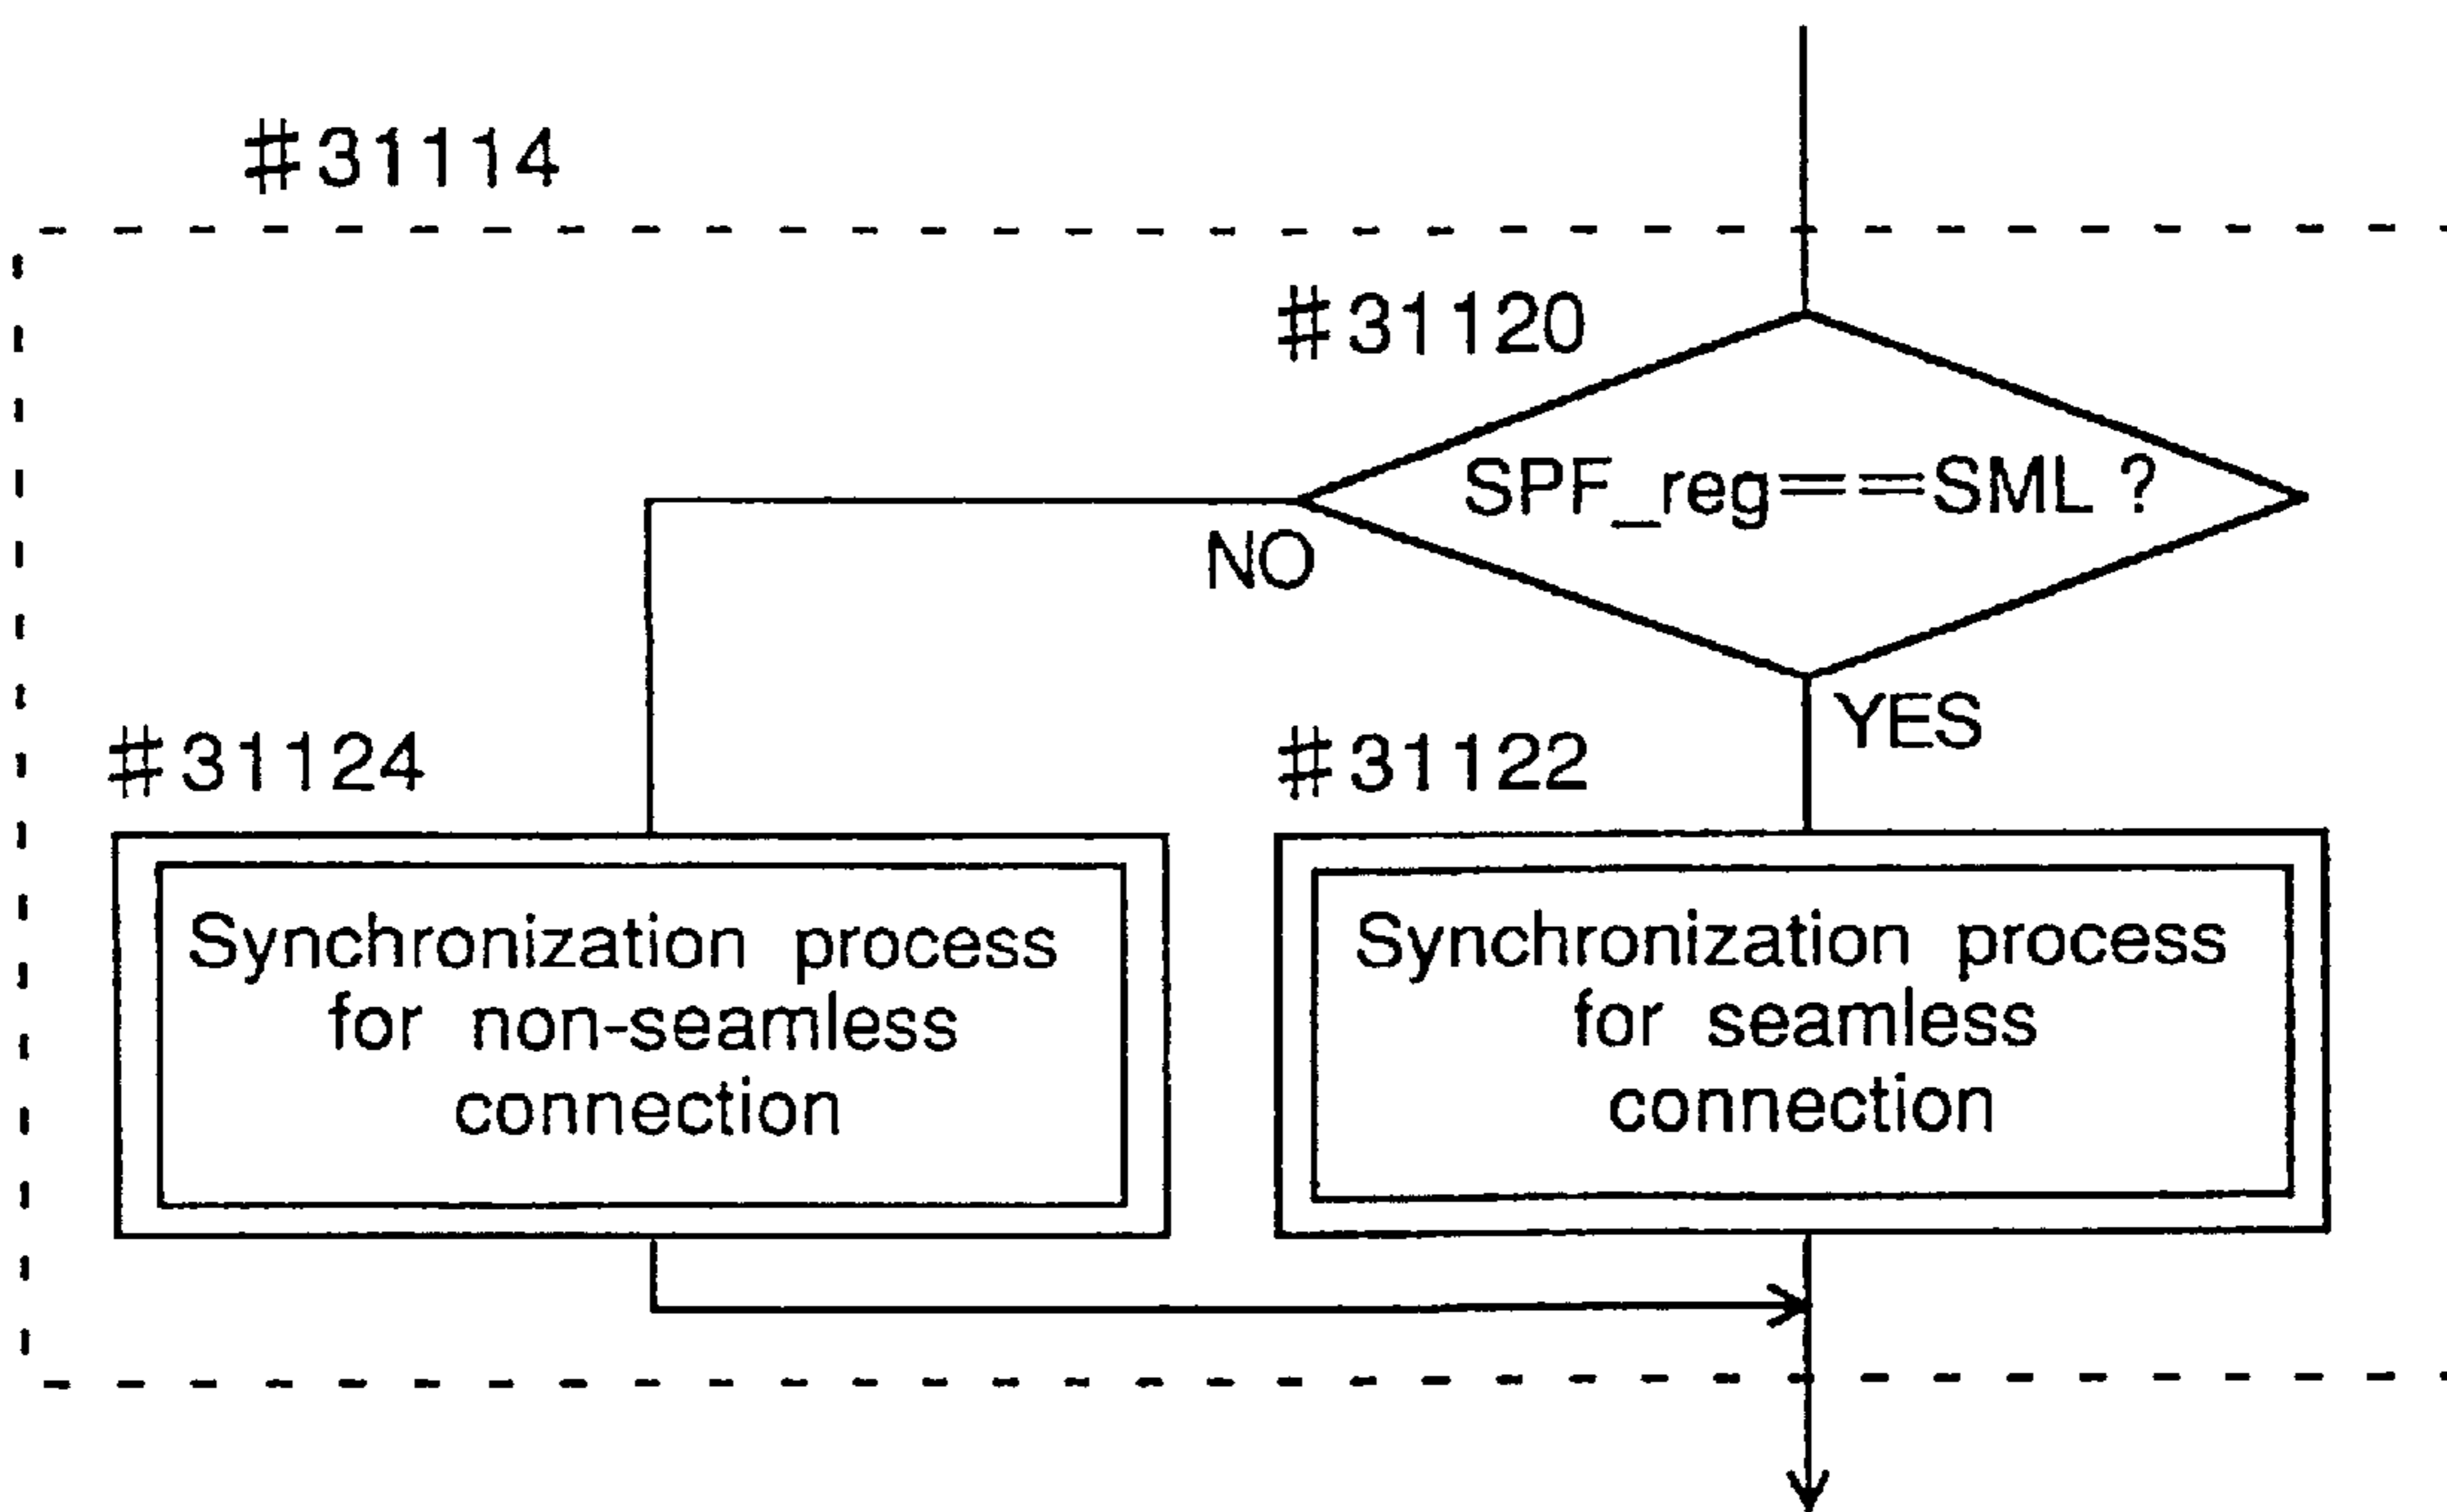 #31114
#31120
SPF_reg==SML ?
NO
YES
#31124
#31122
Synchronization process
for non-seamless
connection
Synchronization process
for seamless
connection